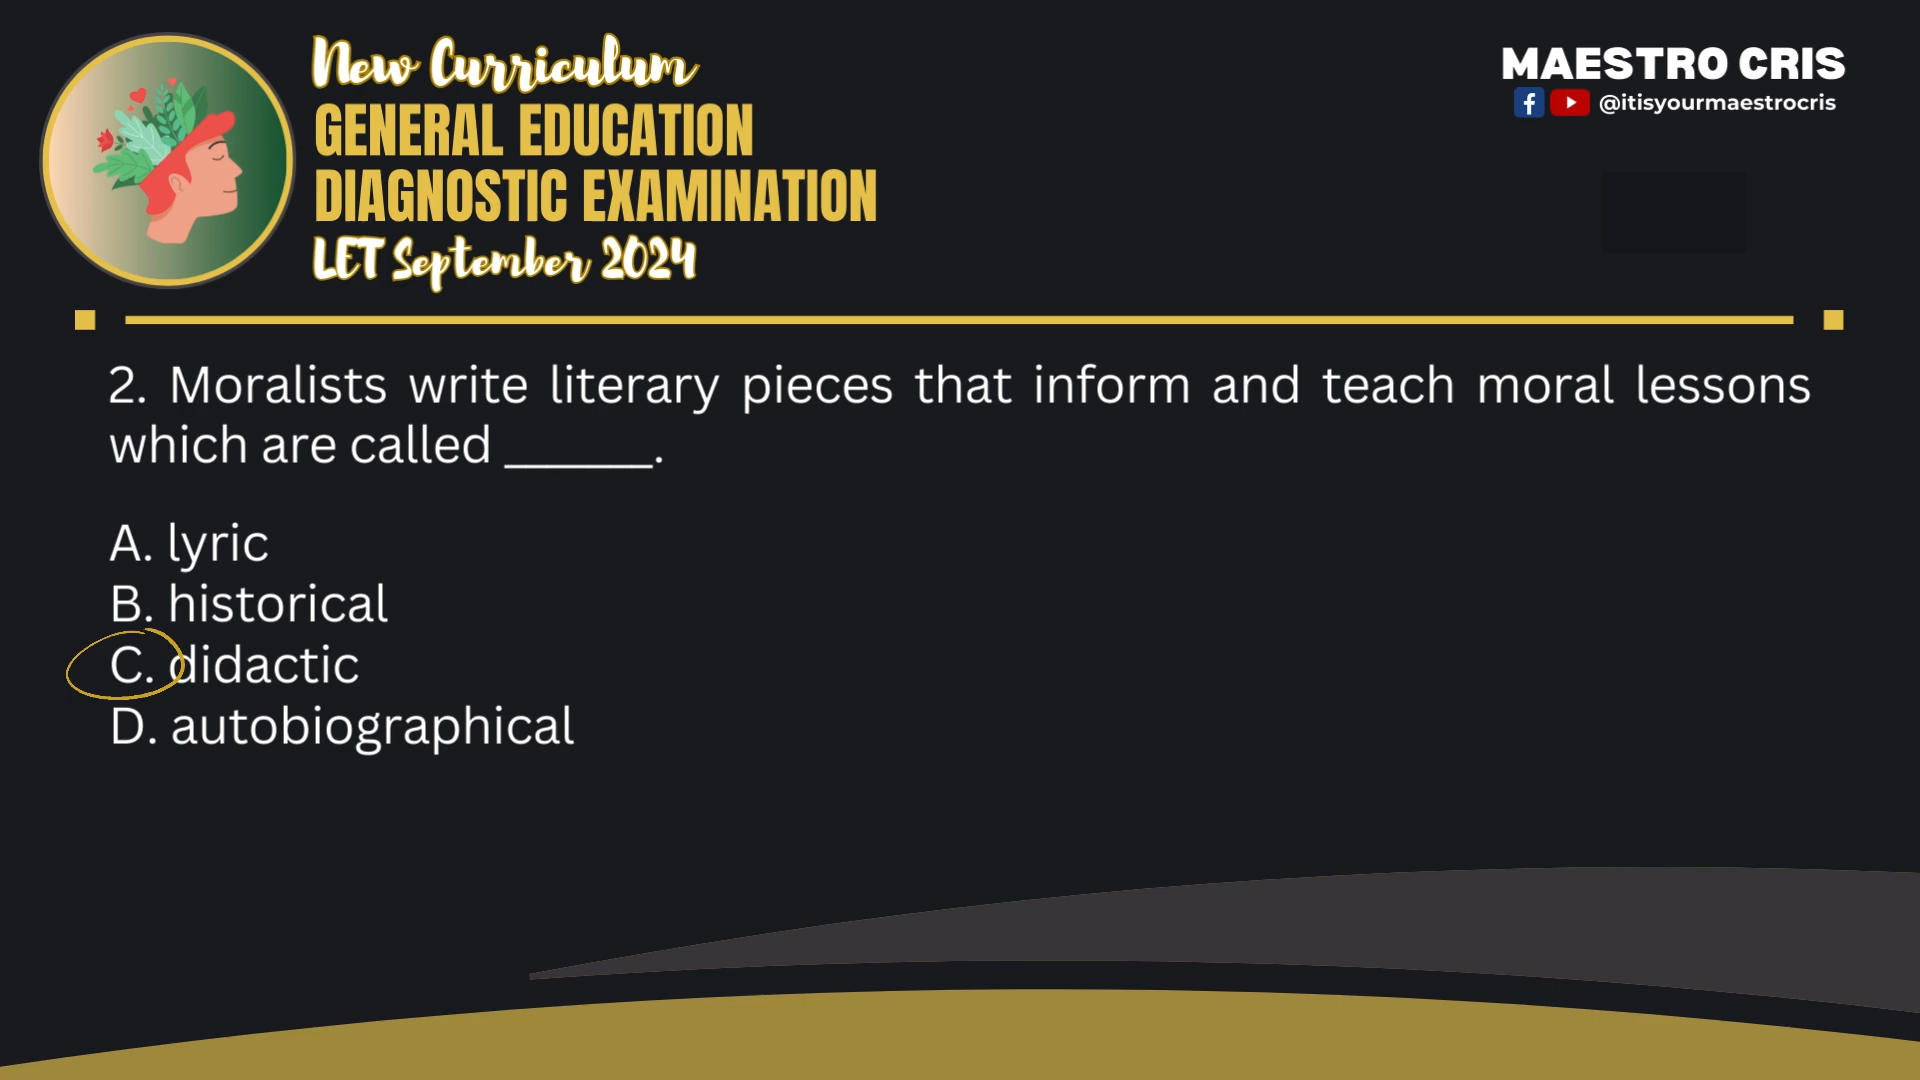 New Curriculum
GENERAL EDUCATION
DIAGNOSTIC EXAMINATION
LET September 2024
MAESTRO CRIS
@itisyourmaestrocris
2. Moralists write literary pieces that inform and teach moral lessons
which are called ______.
A. lyric
B. historical
C. didactic
D. autobiographical